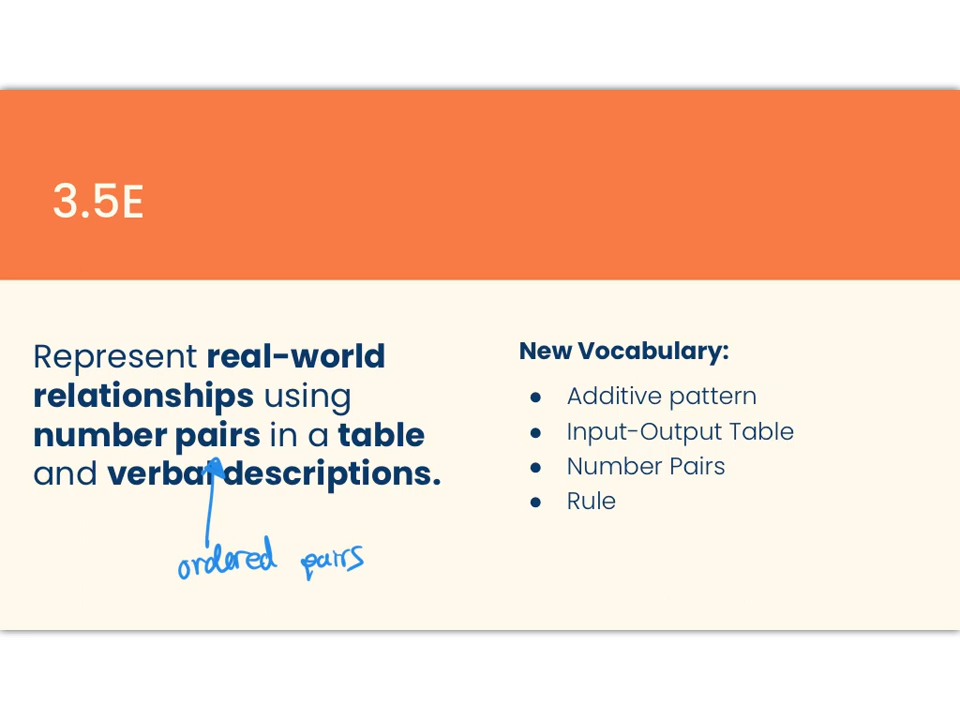 3.5E
Represent real-world
relationships using
number pairs in a table
and verbal descriptions.
ordered pairs
New Vocabulary:
● Additive pattern
● Input-Output Table
● Number Pairs
● Rule